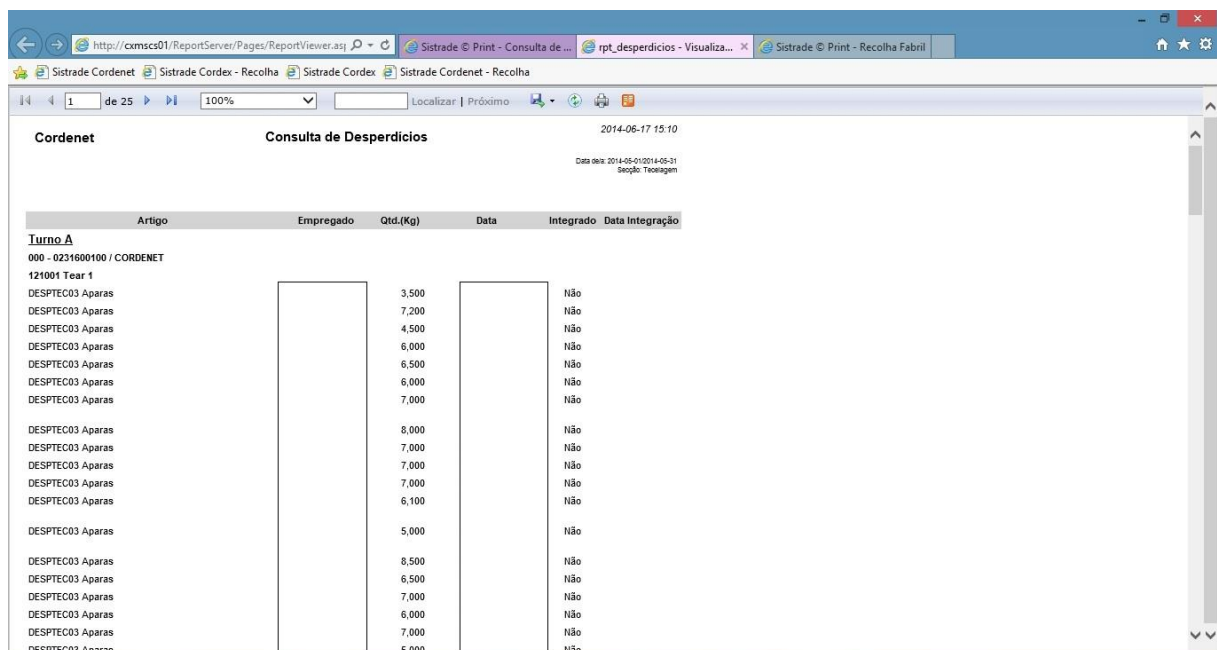 http://cxmscs01/ReportServer/Pages/ReportViewer.asp
Sistrade © Print - Consulta de ...
rpt_desperdicios - Visualiza...
Sistrade © Print - Recolha Fabril
Sistrade Cordenet Sistrade Cordex - Recolha Sistrade Cordex Sistrade Cordenet - Recolha
1 de 25 100% Localizar | Próximo
Cordenet Consulta de Desperdícios 2014-06-17 15:10
Data de/a: 2014-05-01/2014-05-31
Secção: Tecelagem
Artigo Empregado Qtd.(Kg) Data Integrado Data Integração
Turno A
000 - 0231600100 / CORDENET
121001 Tear 1
DESPTEC03 Aparas 3,500 Não
DESPTEC03 Aparas 7,200 Não
DESPTEC03 Aparas 4,500 Não
DESPTEC03 Aparas 6,000 Não
DESPTEC03 Aparas 6,500 Não
DESPTEC03 Aparas 6,000 Não
DESPTEC03 Aparas 7,000 Não
DESPTEC03 Aparas 8,000 Não
DESPTEC03 Aparas 7,000 Não
DESPTEC03 Aparas 7,000 Não
DESPTEC03 Aparas 7,000 Não
DESPTEC03 Aparas 6,100 Não
DESPTEC03 Aparas 5,000 Não
DESPTEC03 Aparas 8,500 Não
DESPTEC03 Aparas 6,500 Não
DESPTEC03 Aparas 7,000 Não
DESPTEC03 Aparas 6,000 Não
DESPTEC03 Aparas 7,000 Não
DESPTEC03 Aparas 5,000 Não